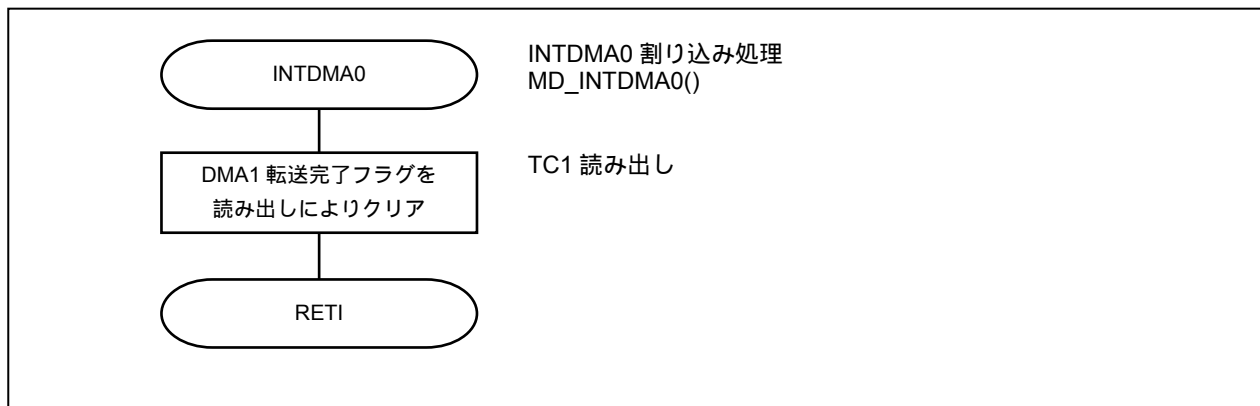 INTDMA0
INTDMA0 割り込み処理
MD_INTDMA0()
DMA1 転送完了フラグを
読み出しによりクリア
TC1 読み出し
RETI